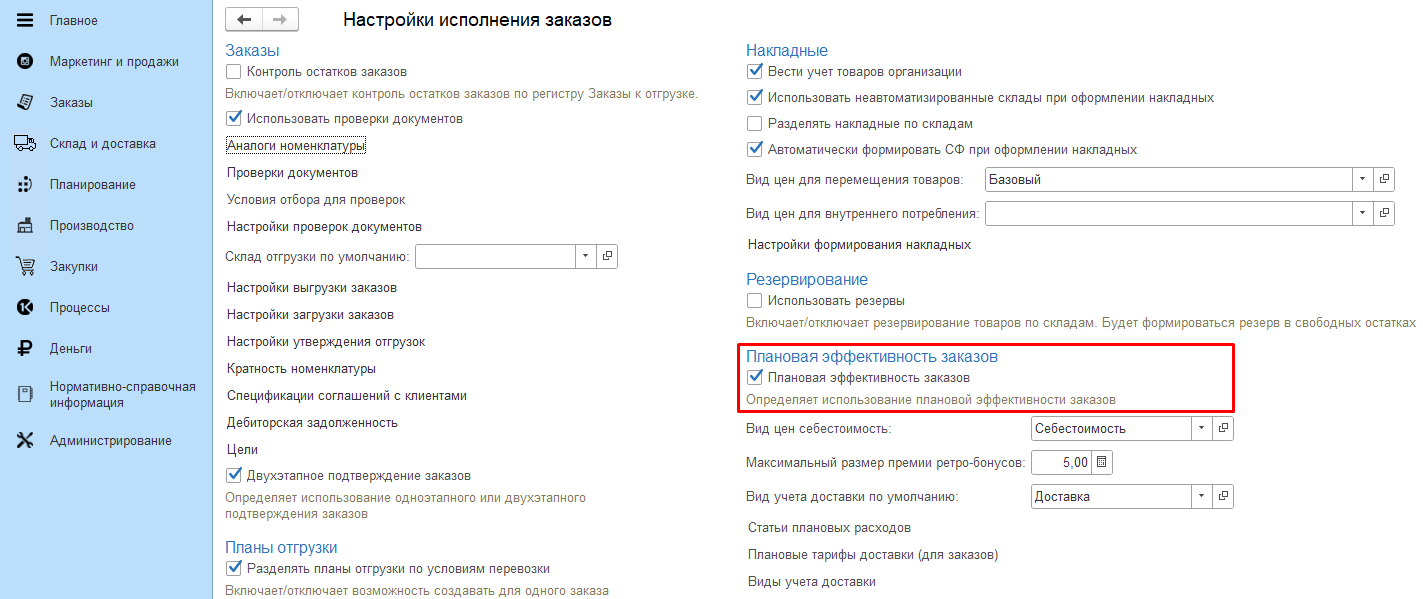 Главное
Маркетинг и продажи
Заказы
Склад и доставка
Планирование
Производство
Закупки
Процессы
Деньги
Нормативно-справочная
информация
Администрирование
Настройки исполнения заказов
Заказы
Контроль остатков заказов
Включает/отключает контроль остатков заказов по регистру Заказы к отгрузке.
Использовать проверки документов
Аналоги номенклатуры
Проверки документов
Условия отбора для проверок
Настройки проверок документов
Склад отгрузки по умолчанию:
Настройки выгрузки заказов
Настройки загрузки заказов
Настройки утверждения отгрузок
Кратность номенклатуры
Спецификации соглашений с клиентами
Дебиторская задолженность
Цели
Двухэтапное подтверждение заказов
Определяет использование одноэтапного или двухэтапного
подтверждения заказов
Планы отгрузки
Разделять планы отгрузки по условиям перевозки
Включает/отключает возможность создавать для одного заказа
Накладные
Вести учет товаров организации
Использовать неавтоматизированные склады при оформлении накладных
Разделять накладные по складам
Автоматически формировать СФ при оформлении накладных
Вид цен для перемещения товаров: Базовый
Вид цен для внутреннего потребления:
Настройки формирования накладных
Резервирование
Использовать резервы
Включает/отключает резервирование товаров по складам. Будет формироваться резерв в свободных остатках
Плановая эффективность заказов
Плановая эффективность заказов
Определяет использование плановой эффективности заказов
Вид цен себестоимость: Себестоимость
Максимальный размер премии ретро-бонусов: 5,00
Вид учета доставки по умолчанию: Доставка
Статьи плановых расходов
Плановые тарифы доставки (для заказов)
Виды учета доставки